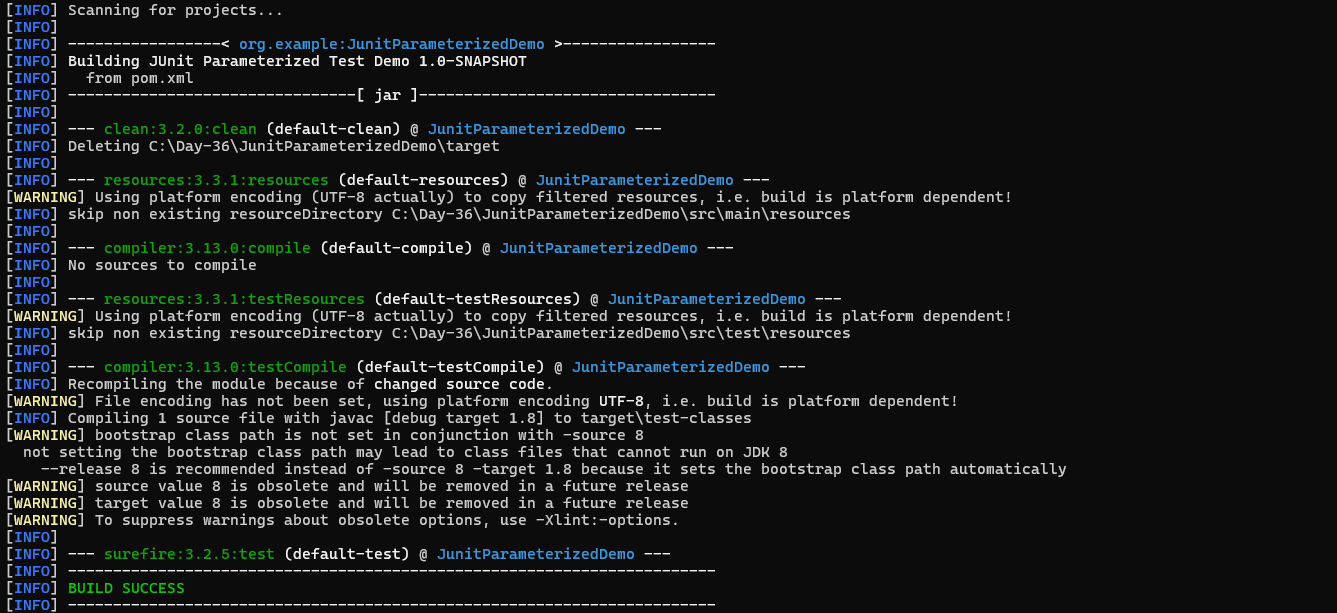 [INFO] Scanning for projects...
[INFO]
[INFO] -----------------< org.example:JunitParameterizedDemo >-----------------
[INFO] Building JUnit Parameterized Test Demo 1.0-SNAPSHOT
[INFO]   from pom.xml
[INFO] --------------------------------[ jar ]---------------------------------
[INFO]
[INFO] --- clean:3.2.0:clean (default-clean) @ JunitParameterizedDemo ---
[INFO] Deleting C:\Day-36\JunitParameterizedDemo\target
[INFO]
[INFO] --- resources:3.3.1:resources (default-resources) @ JunitParameterizedDemo ---
[WARNING] Using platform encoding (UTF-8 actually) to copy filtered resources, i.e. build is platform dependent!
[INFO] skip non existing resourceDirectory C:\Day-36\JunitParameterizedDemo\src\main\resources
[INFO]
[INFO] --- compiler:3.13.0:compile (default-compile) @ JunitParameterizedDemo ---
[INFO] No sources to compile
[INFO]
[INFO] --- resources:3.3.1:testResources (default-testResources) @ JunitParameterizedDemo ---
[WARNING] Using platform encoding (UTF-8 actually) to copy filtered resources, i.e. build is platform dependent!
[INFO] skip non existing resourceDirectory C:\Day-36\JunitParameterizedDemo\src\test\resources
[INFO]
[INFO] --- compiler:3.13.0:testCompile (default-testCompile) @ JunitParameterizedDemo ---
[INFO] Recompiling the module because of changed source code.
[WARNING] File encoding has not been set, using platform encoding UTF-8, i.e. build is platform dependent!
[INFO] Compiling 1 source file with javac [debug target 1.8] to target\test-classes
[WARNING] bootstrap class path is not set in conjunction with -source 8
  not setting the bootstrap class path may lead to class files that cannot run on JDK 8
    --release 8 is recommended instead of -source 8 -target 1.8 because it sets the bootstrap class path automatically
[WARNING] source value 8 is obsolete and will be removed in a future release
[WARNING] target value 8 is obsolete and will be removed in a future release
[WARNING] To suppress warnings about obsolete options, use -Xlint:-options.
[INFO]
[INFO] --- surefire:3.2.5:test (default-test) @ JunitParameterizedDemo ---
[INFO] ------------------------------------------------------------------------
[INFO] BUILD SUCCESS
[INFO] ------------------------------------------------------------------------